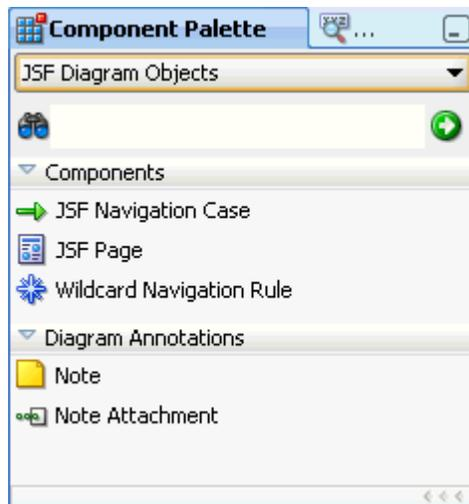 Component Palette XYZ ...
JSF Diagram Objects
Components
JSF Navigation Case
JSF Page
Wildcard Navigation Rule
Diagram Annotations
Note
Note Attachment